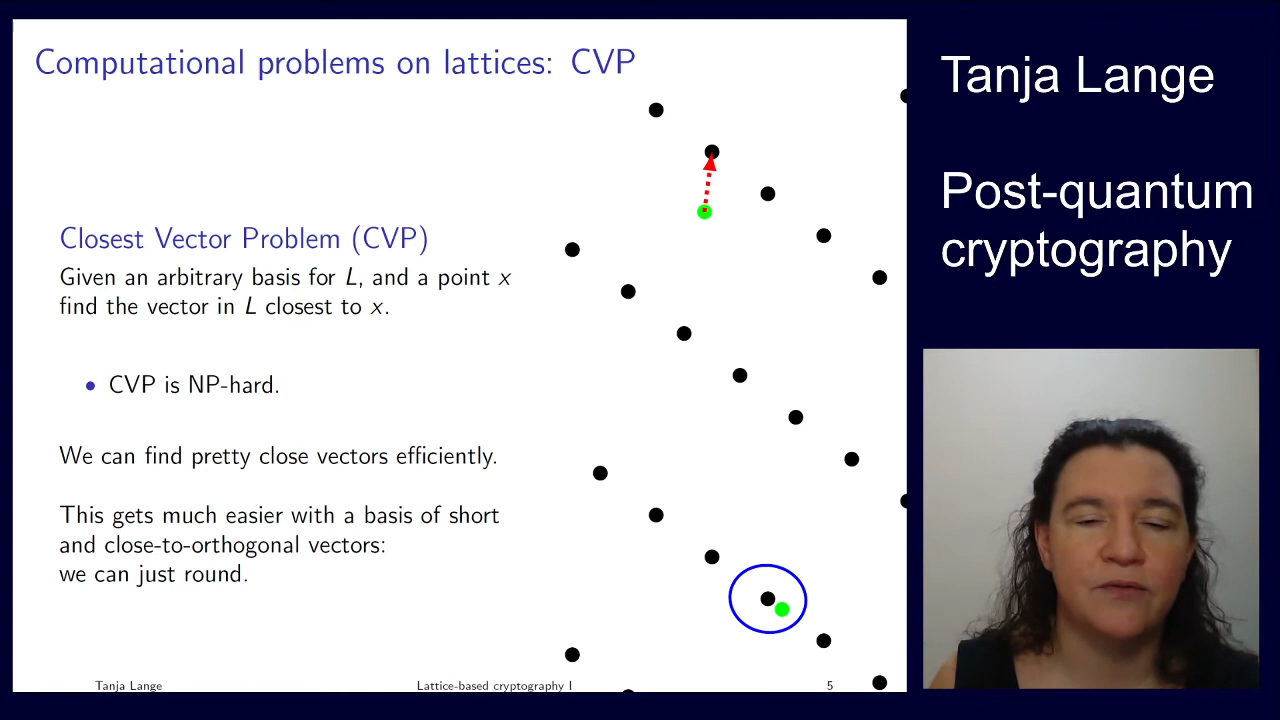 Computational problems on lattices: CVP
Closest Vector Problem (CVP)
Given an arbitrary basis for L, and a point x
find the vector in L closest to x.
• CVP is NP-hard.
We can find pretty close vectors efficiently.
This gets much easier with a basis of short
and close-to-orthogonal vectors:
we can just round.
Tanja Lange
Lattice-based cryptography I
5
Tanja Lange
Post-quantum
cryptography